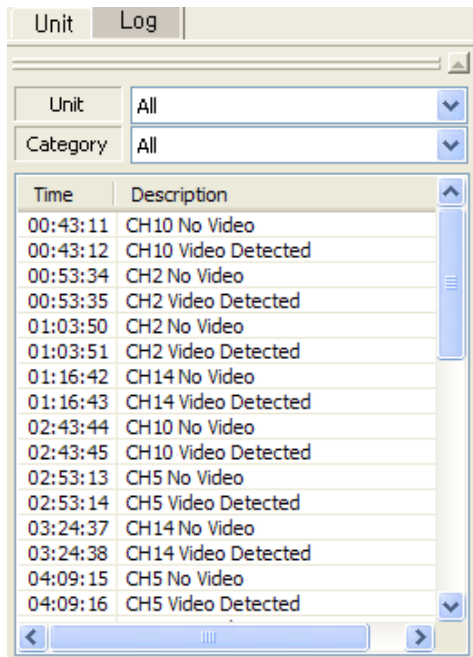 Unit Log
Unit All
Category All
Time Description
00:43:11 CH10 No Video
00:43:12 CH10 Video Detected
00:53:34 CH2 No Video
00:53:35 CH2 Video Detected
01:03:50 CH2 No Video
01:03:51 CH2 Video Detected
01:16:42 CH14 No Video
01:16:43 CH14 Video Detected
02:43:44 CH10 No Video
02:43:45 CH10 Video Detected
02:53:13 CH5 No Video
02:53:14 CH5 Video Detected
03:24:37 CH14 No Video
03:24:38 CH14 Video Detected
04:09:15 CH5 No Video
04:09:16 CH5 Video Detected